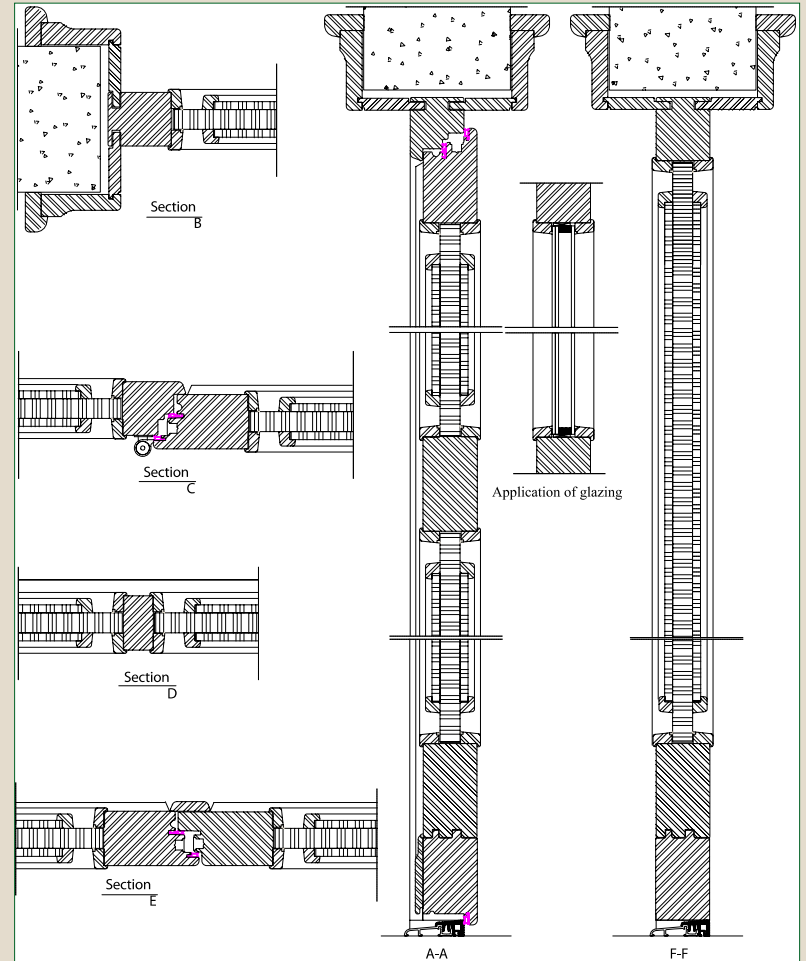 Section
B
Section
C
Application of glazing
Section
D
Section
E
A-A
F-F